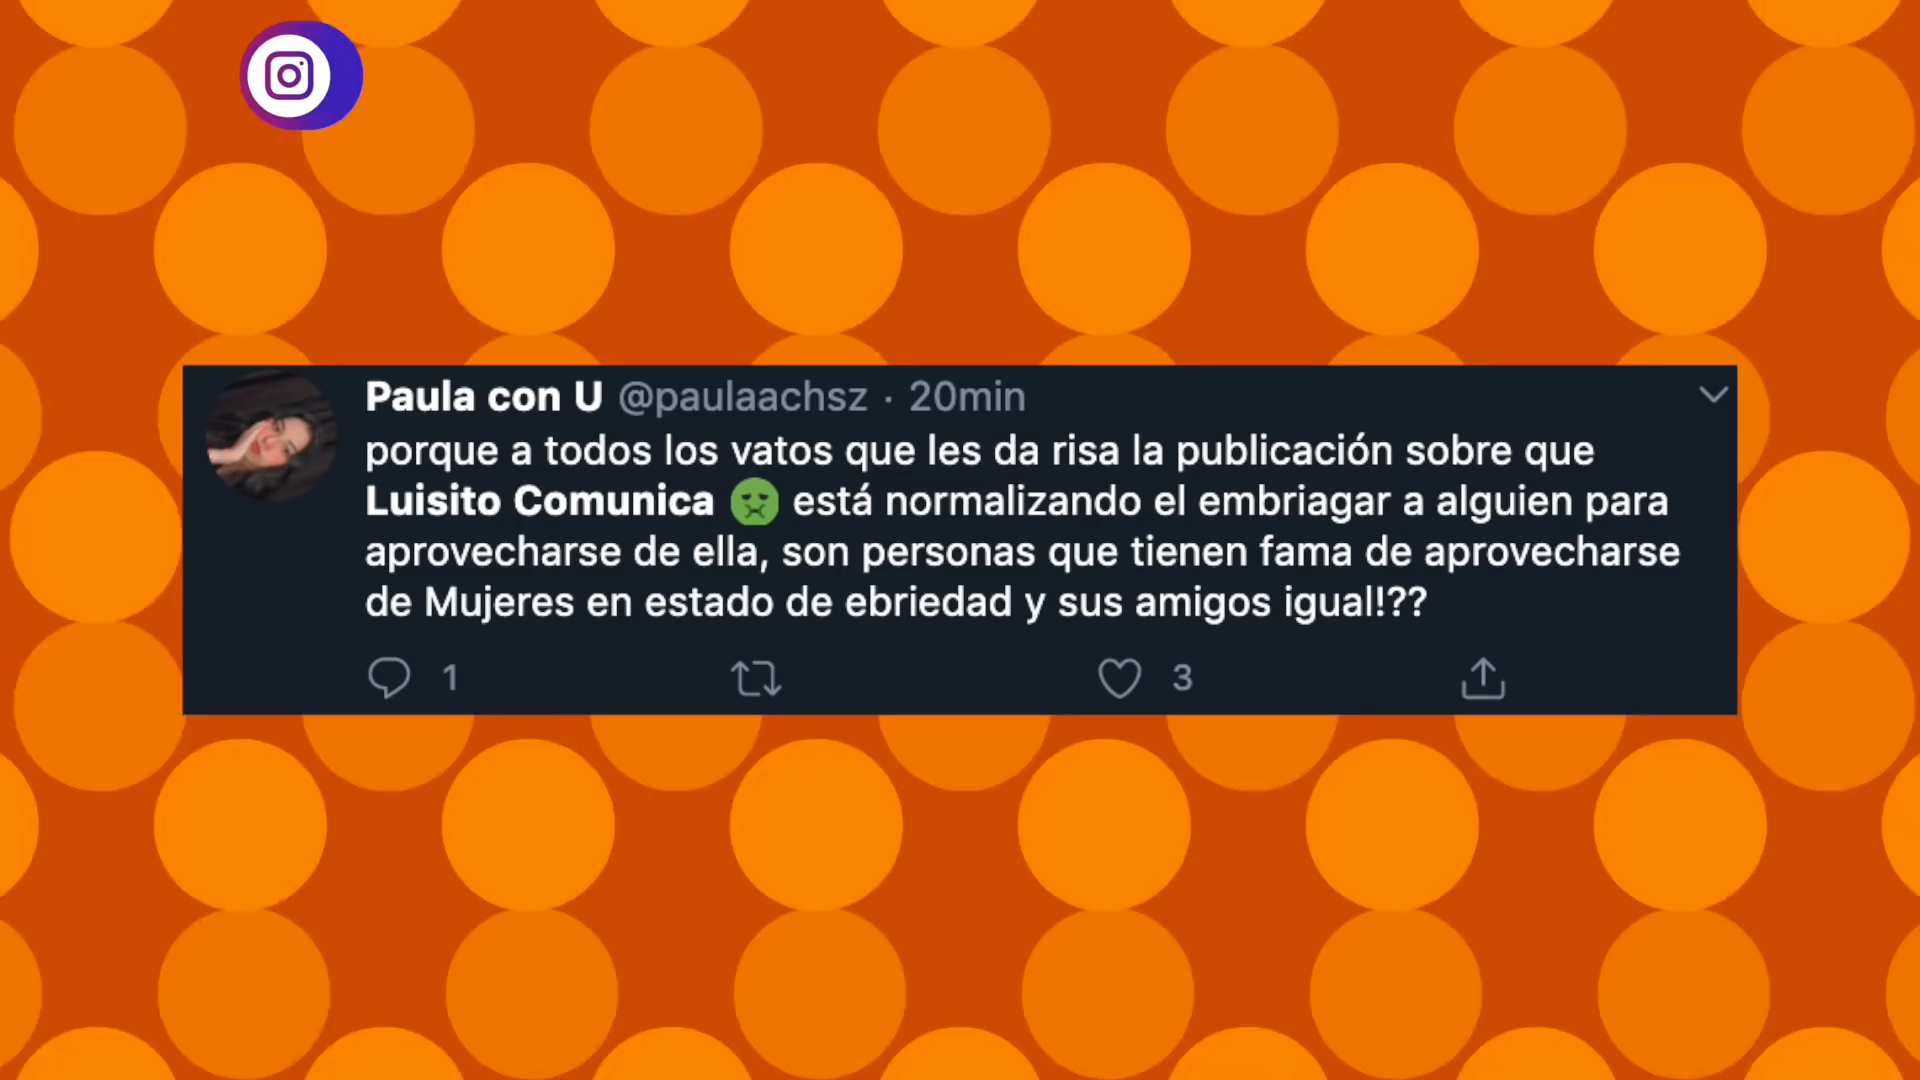 Paula con U @paulaachsz · 20min
porque a todos los vatos que les da risa la publicación sobre que
Luisito Comunica 🤢 está normalizando el embriagar a alguien para
aprovecharse de ella, son personas que tienen fama de aprovecharse
de Mujeres en estado de ebriedad y sus amigos igual!??
1 3